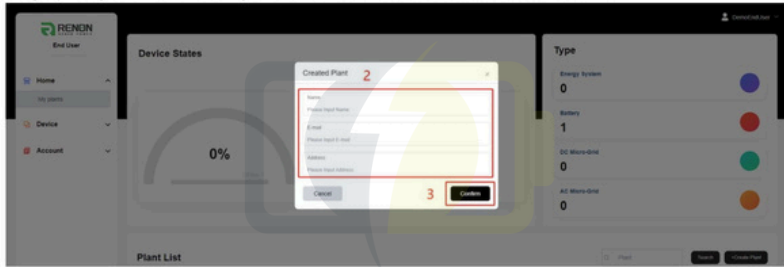 RENON
POWER TODAY
End User
DemoEndUser
Home
My plants
Device
Account
Device States
0%
Created Plant
2
Name
Please Input Name
E-mail
Please Input E-mail
Address
Please Input Address
Cancel
3
Confirm
Type
Energy System
0
Battery
1
DC Micro-Grid
0
AC Micro-Grid
0
Plant List
Plant
Search
+Create Plant